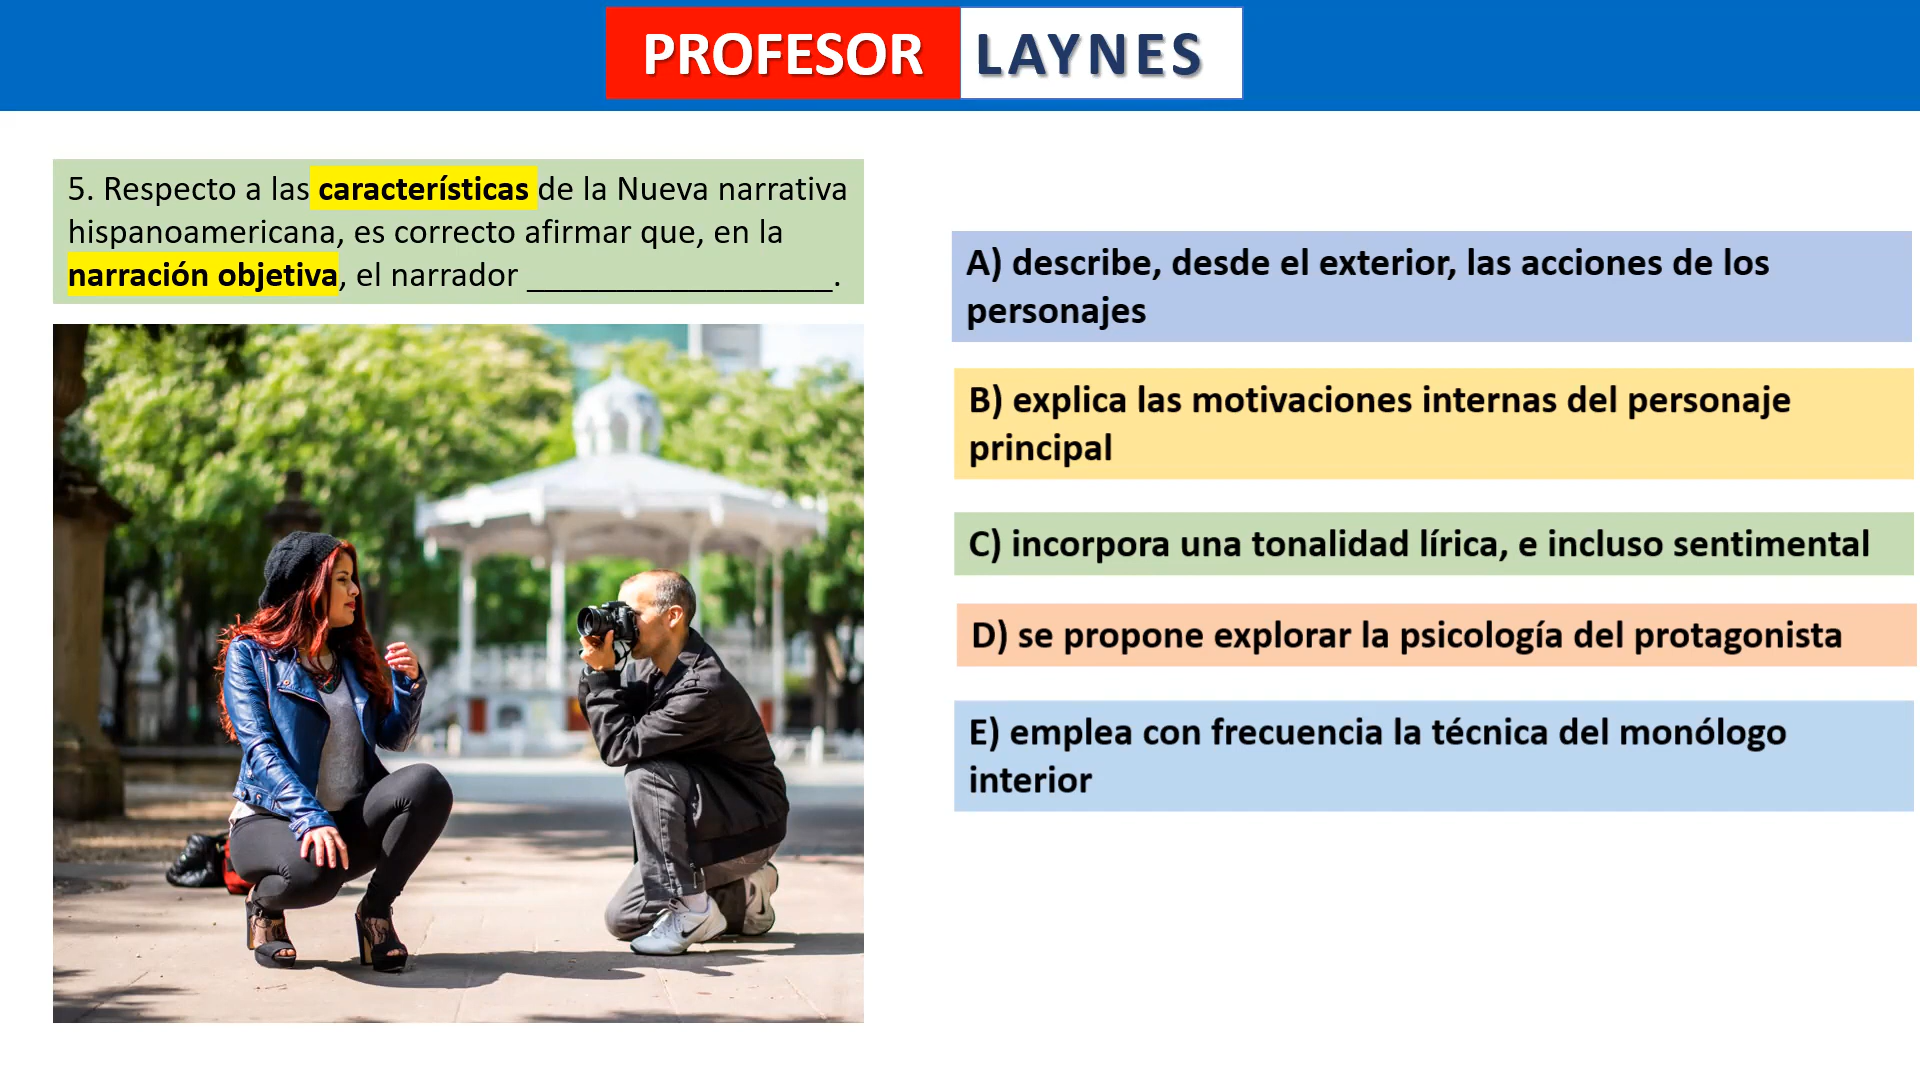 PROFESOR LAYNES
5. Respecto a las características de la Nueva narrativa
hispanoamericana, es correcto afirmar que, en la
narración objetiva, el narrador __________________.
A) describe, desde el exterior, las acciones de los
personajes
B) explica las motivaciones internas del personaje
principal
C) incorpora una tonalidad lírica, e incluso sentimental
D) se propone explorar la psicología del protagonista
E) emplea con frecuencia la técnica del monólogo
interior